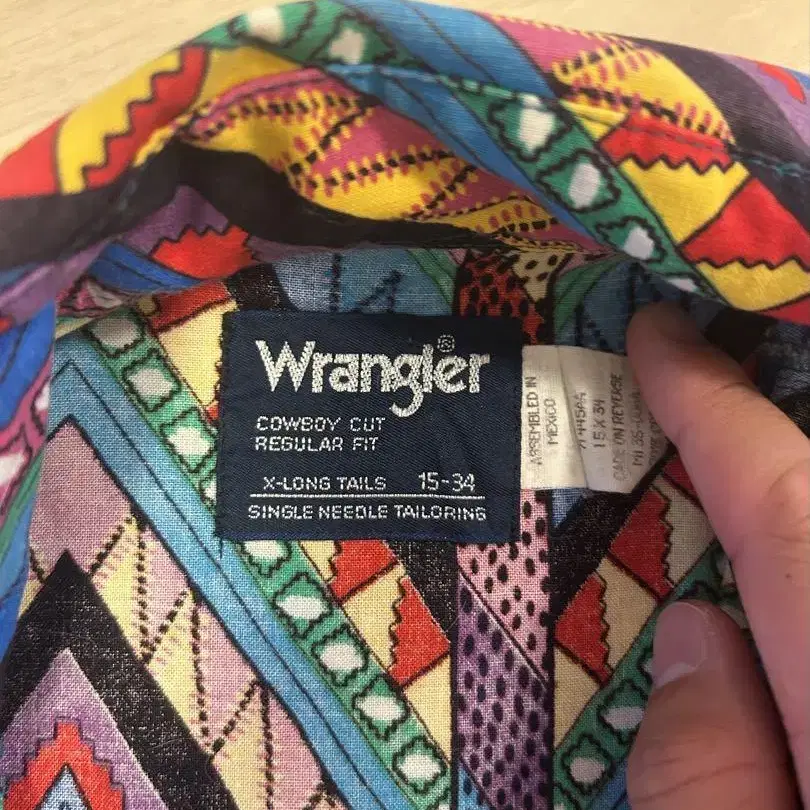 Wrangler®
COWBOY CUT
REGULAR FIT
X-LONG TAILS 15-34
SINGLE NEEDLE TAILORING
ASSEMBLED IN
MEXICO
15 X 34
CARE ON REVERSE